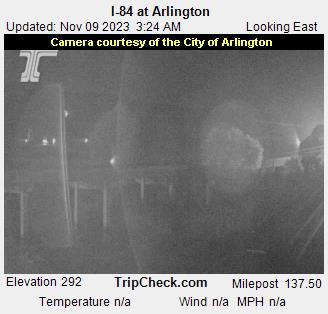 I-84 at Arlington
Updated: Nov 09 2023 3:24 AM Looking East
Camera courtesy of the City of Arlington
Elevation 292 TripCheck.com Milepost 137.50
Temperature n/a Wind n/a MPH n/a